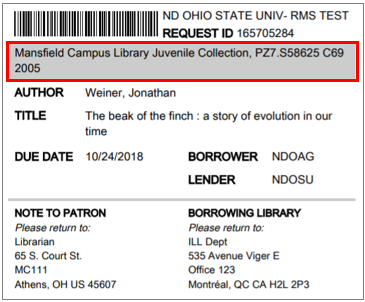 ND OHIO STATE UNIV- RMS TEST
REQUEST ID 165705284
Mansfield Campus Library Juvenile Collection, PZ7.S58625 C69
2005
AUTHOR Weiner, Jonathan
TITLE The beak of the finch : a story of evolution in our
time
DUE DATE 10/24/2018 BORROWER NDOAG
LENDER NDOSU
NOTE TO PATRON
Please return to:
Librarian
65 S. Court St.
MC111
Athens, OH US 45607
BORROWING LIBRARY
Please return to:
ILL Dept
535 Avenue Viger E
Office 123
Montréal, QC CA H2L 2P3